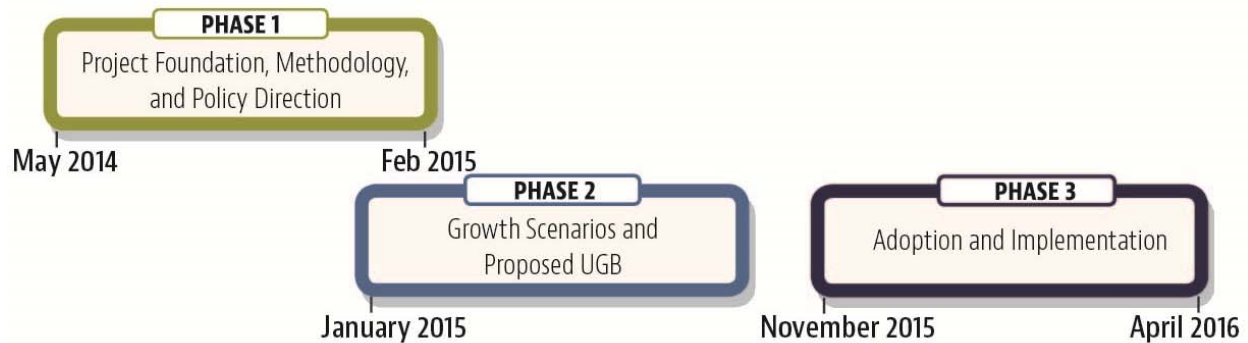 PHASE 1
Project Foundation, Methodology,
and Policy Direction
May 2014
Feb 2015
PHASE 2
Growth Scenarios and
Proposed UGB
January 2015
PHASE 3
Adoption and Implementation
November 2015
April 2016